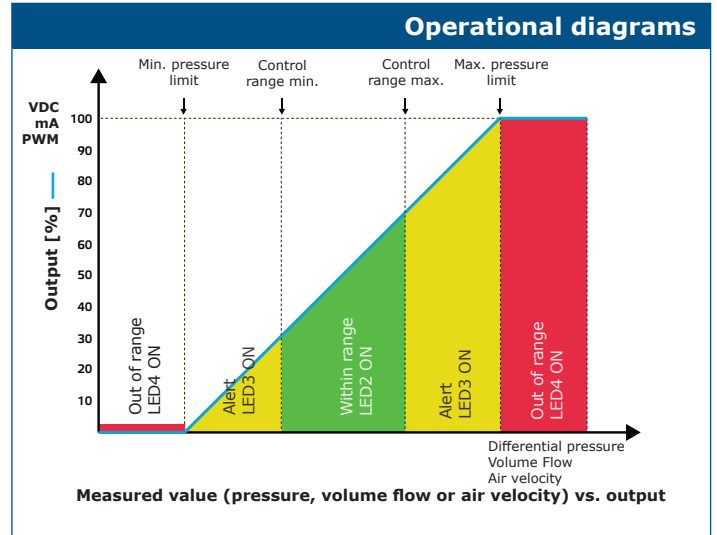 Operational diagrams
Min. pressure
limit
Control
range min.
Control
range max.
Max. pressure
limit
VDC
mA
PWM
Output [%]
100
90
80
70
60
50
40
30
20
10
Out of range
LED4 ON
Alert
LED3 ON
Within range
LED2 ON
Alert
LED3 ON
Out of range
LED4 ON
Differential pressure
Volume Flow
Air velocity
Measured value (pressure, volume flow or air velocity) vs. output